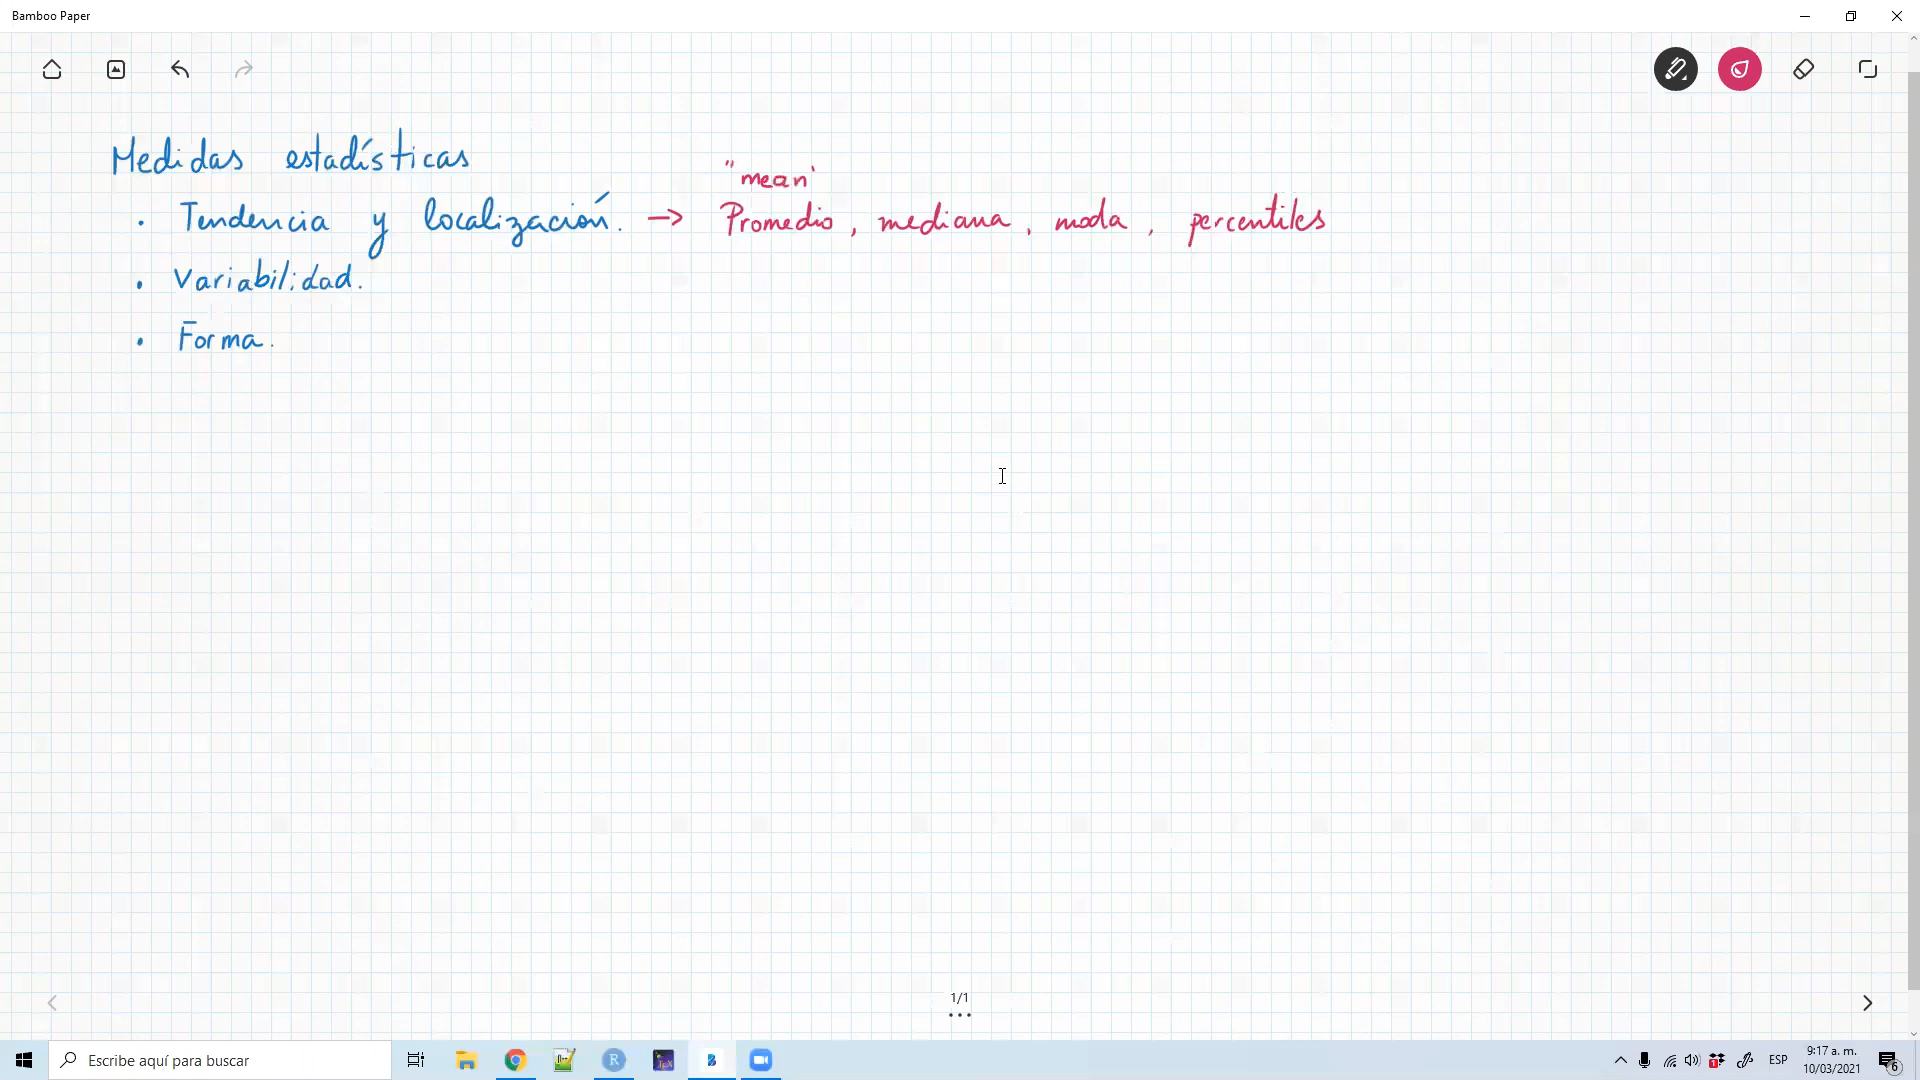 Bamboo Paper
Medidas estadísticas
"mean"
· Tendencia y localización. → Promedio, mediana, moda, percentiles
· Variabilidad.
· Forma.
1/1
Escribe aquí para buscar
ESP
9:17 a. m.
10/03/2021
6